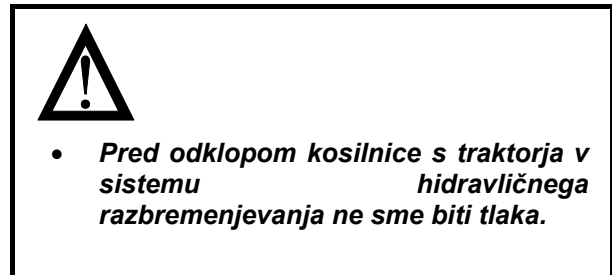 • Pred odklopom kosilnice s traktorja v
sistemu hidravličnega
razbremenjevanja ne sme biti tlaka.